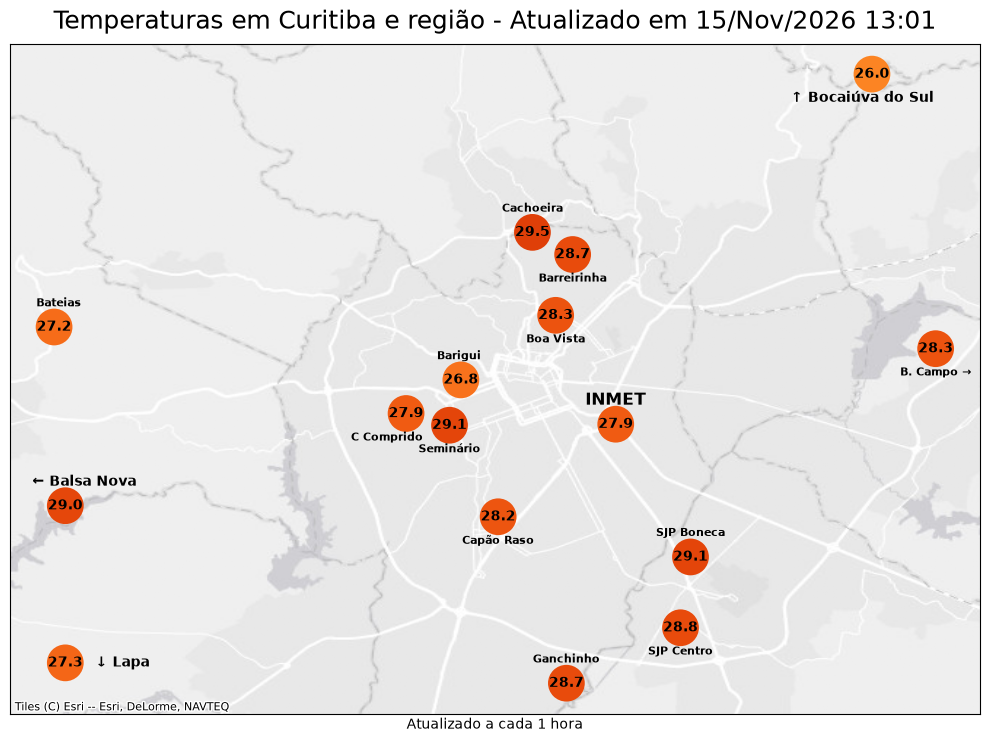 Temperaturas em Curitiba e região - Atualizado em 15/Nov/2026 13:01
26.0
↑ Bocaiúva do Sul
Cachoeira
29.5
28.7
Barreirinha
Bateias
27.2
28.3
Boa Vista
28.3
B. Campo →
Barigui
26.8
INMET
27.9
27.9
C Comprido
29.1
Seminário
← Balsa Nova
29.0
28.2
Capão Raso
SJP Boneca
29.1
28.8
SJP Centro
27.3
↓ Lapa
Ganchinho
28.7
Tiles (C) Esri -- Esri, DeLorme, NAVTEQ
Atualizado a cada 1 hora